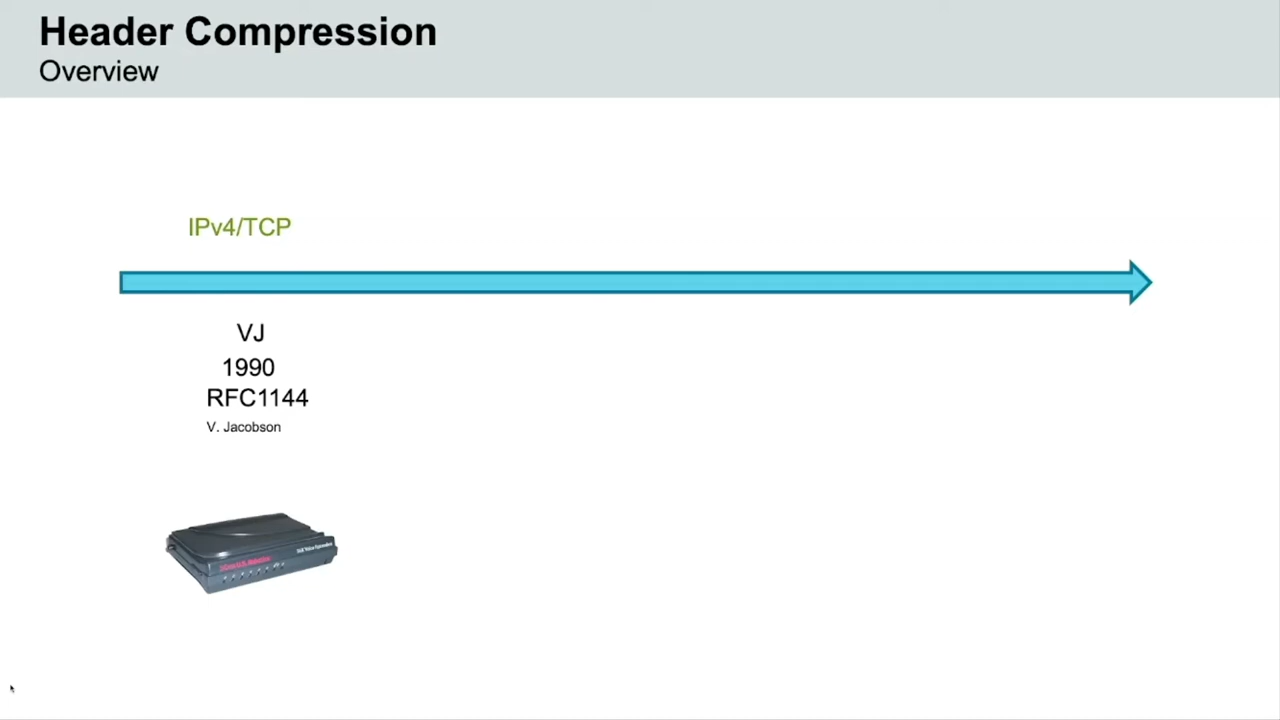 Header Compression
Overview
IPv4/TCP
VJ
1990
RFC1144
V. Jacobson